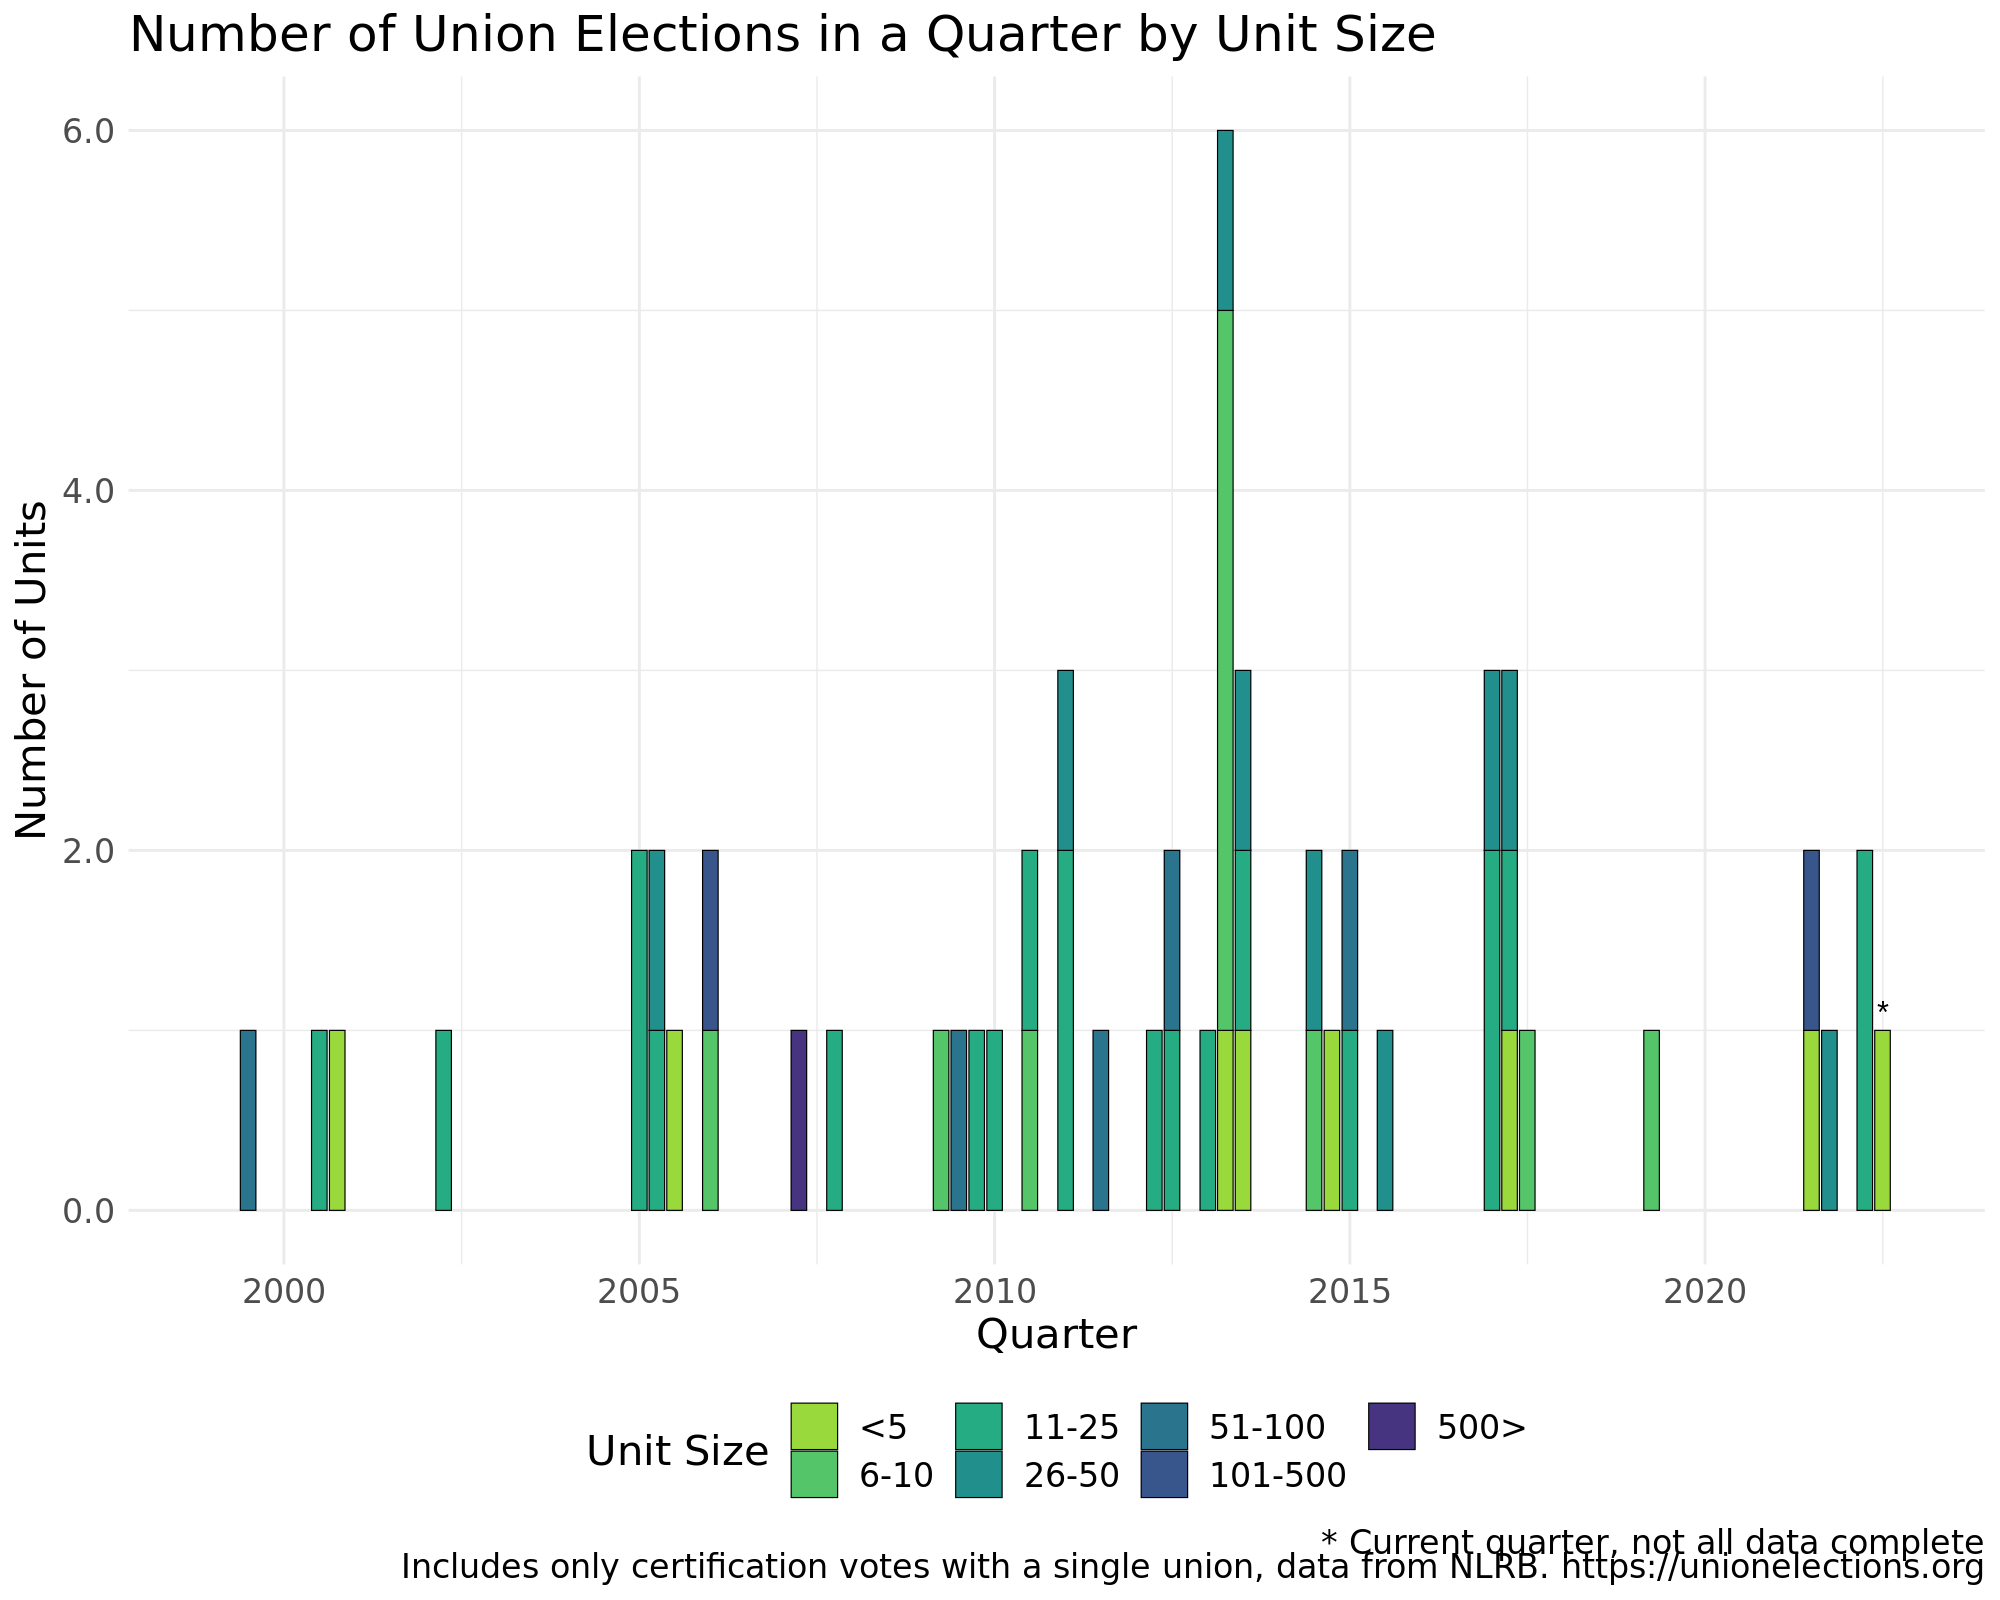 Number of Union Elections in a Quarter by Unit Size
6.0
4.0
2.0
0.0
Number of Units
*
2000 2005 2010 2015 2020
Quarter
Unit Size
<5 11-25 51-100 500>
6-10 26-50 101-500
* Current quarter, not all data complete
Includes only certification votes with a single union, data from NLRB. https://unionelections.org